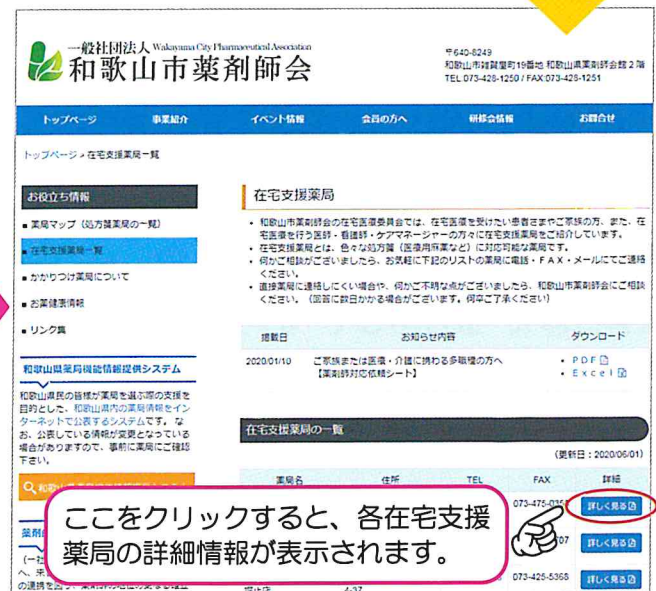 一般社団法人 Wakayama City Pharmaceutical Association
和歌山市薬剤師会
〒640-8249
和歌山市雑賀屋町19番地 和歌山県薬剤師会館2階
TEL 073-428-1250 / FAX 073-428-1251
トップページ 事業紹介 イベント情報 会員の方へ 研修会情報 お問合せ
トップページ » 在宅支援薬局一覧
お役立ち情報
薬局マップ（処方箋薬局の一覧）
在宅支援薬局一覧
かかりつけ薬局について
お薬健康情報
リンク集
和歌山県薬局機能情報提供システム
和歌山県民の皆様が薬局を選ぶ際の支援を
目的とした、和歌山県内の薬局情報をイン
ターネットで公表するシステムです。な
お、公表している情報が変更となっている
場合がありますので、事前に薬局にご確認
下さい。
在宅支援薬局
・和歌山市薬剤師会の在宅医療委員会では、在宅医療を受けたい患者さまやご家族の方、また、在
宅医療を行う医師・看護師・ケアマネージャーの方々に在宅支援薬局をご紹介しています。
・在宅支援薬局とは、色々な処方箋（医療用麻薬など）に対応可能な薬局です。
・何かご相談がございましたら、お気軽に下記のリストの薬局に電話・ＦＡＸ・メールにてご連絡
ください。
・直接薬局に連絡しにくい場合や、何かご不明な点がございましたら、和歌山市薬剤師会にご相談
ください。（回答に数日かかる場合がございます。何卒ご了承ください）
掲載日 お知らせ内容 ダウンロード
2020/01/10 ご家族または医療・介護に携わる多職種の方へ ・ＰＤＦ
【薬剤師対応依頼シート】 ・Ｅｘｃｅｌ
在宅支援薬局の一覧
（更新日：2020/06/01）
薬局名 住所 TEL FAX 詳細
詳しく見る
詳しく見る
073-425-5368 詳しく見る
ここをクリックすると、各在宅支援
薬局の詳細情報が表示されます。